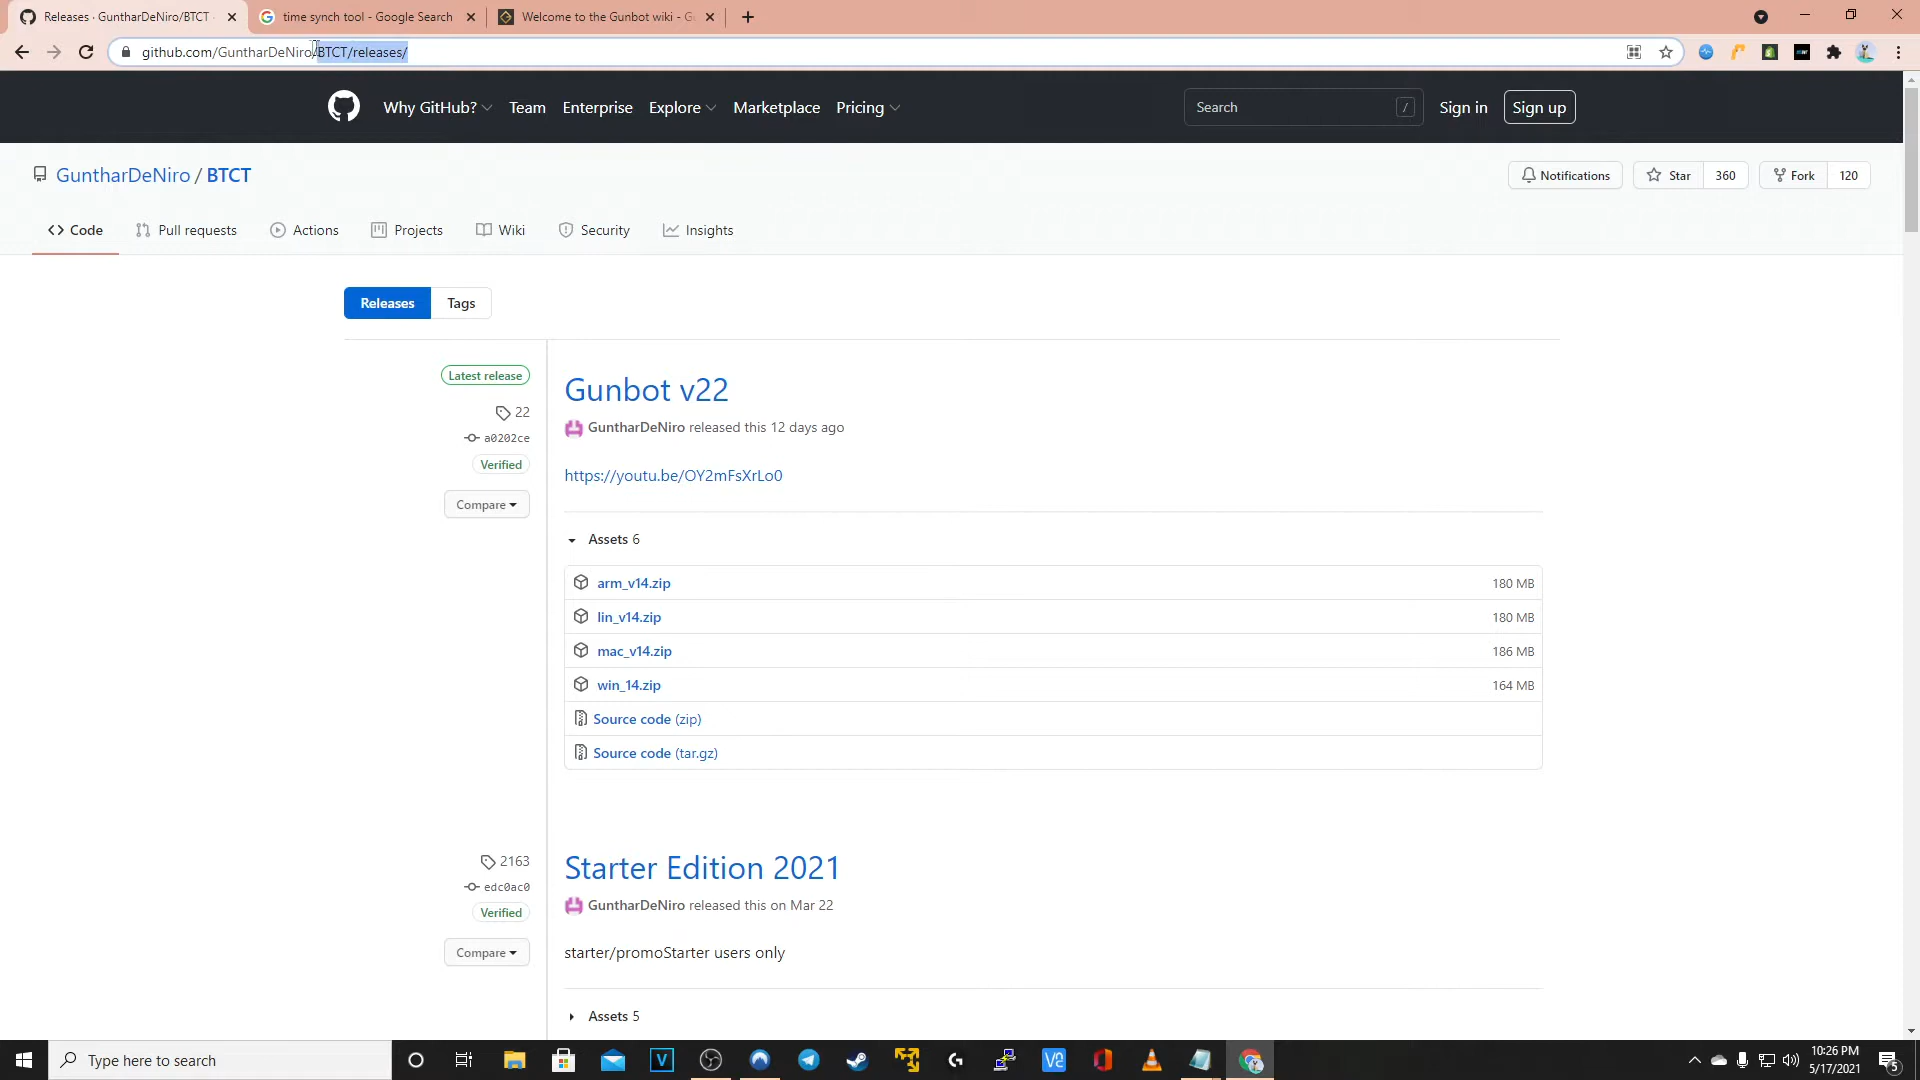 Releases · GuntharDeNiro/BTCT
time synch tool - Google Search
Welcome to the Gunbot wiki - G
github.com/GuntharDeNiro/BTCT/releases/
Why GitHub?
Team
Enterprise
Explore
Marketplace
Pricing
Search
/
Sign in
Sign up
GuntharDeNiro / BTCT
Notifications
Star 360
Fork 120
Code
Pull requests
Actions
Projects
Wiki
Security
Insights
Releases
Tags
Latest release
22
a0202ce
Verified
Compare
Gunbot v22
GuntharDeNiro released this 12 days ago
https://youtu.be/OY2mFsXrLo0
Assets 6
arm_v14.zip 180 MB
lin_v14.zip 180 MB
mac_v14.zip 186 MB
win_14.zip 164 MB
Source code (zip)
Source code (tar.gz)
2163
edc0ac0
Verified
Compare
Starter Edition 2021
GuntharDeNiro released this on Mar 22
starter/promoStarter users only
Assets 5
Type here to search
10:26 PM
5/17/2021
5